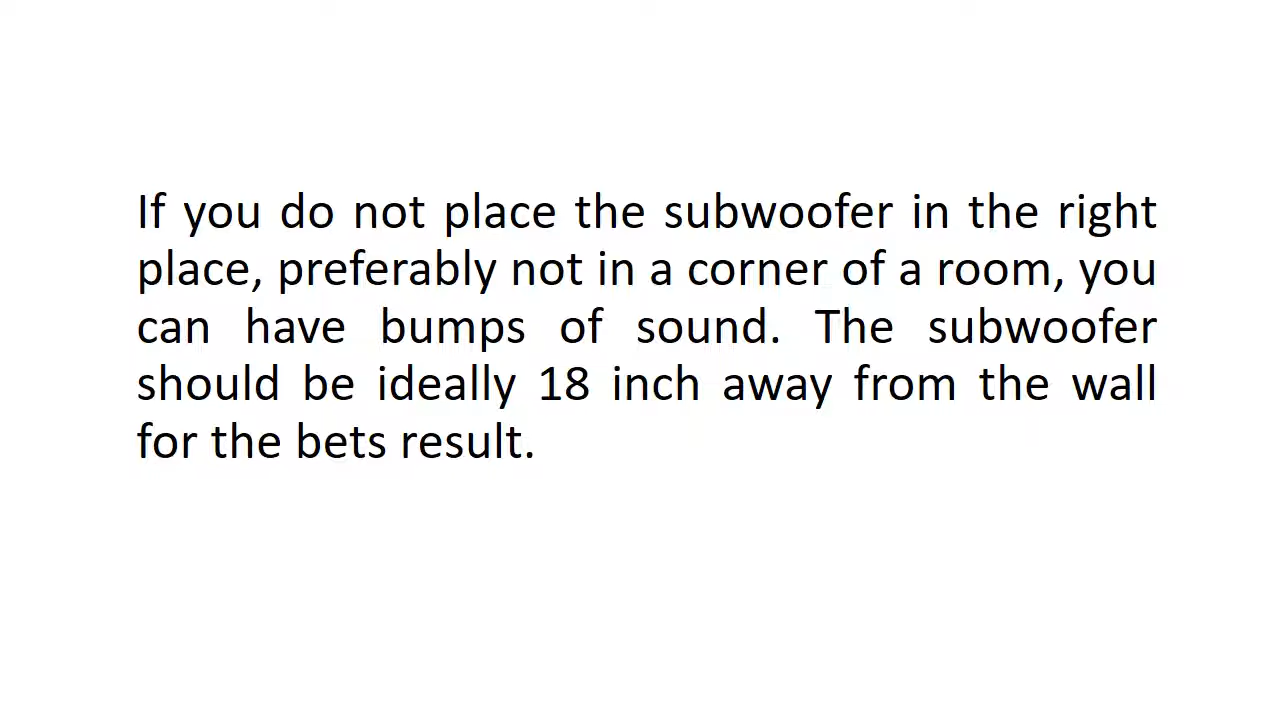 If you do not place the subwoofer in the right
place, preferably not in a corner of a room, you
can have bumps of sound. The subwoofer
should be ideally 18 inch away from the wall
for the bets result.